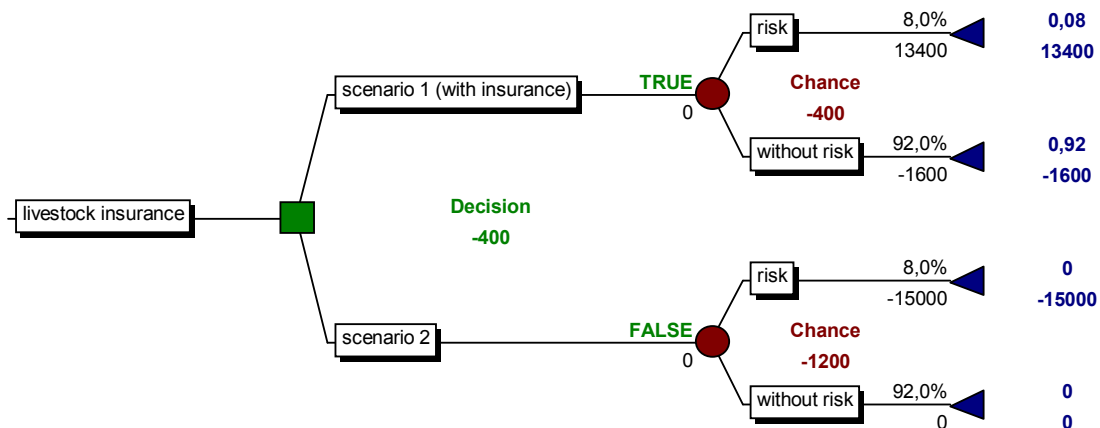 risk
8,0%
13400
0,08
13400
scenario 1 (with insurance)
TRUE
0
Chance
-400
without risk
92,0%
-1600
0,92
-1600
livestock insurance
Decision
-400
risk
8,0%
-15000
0
-15000
scenario 2
FALSE
0
Chance
-1200
without risk
92,0%
0
0
0